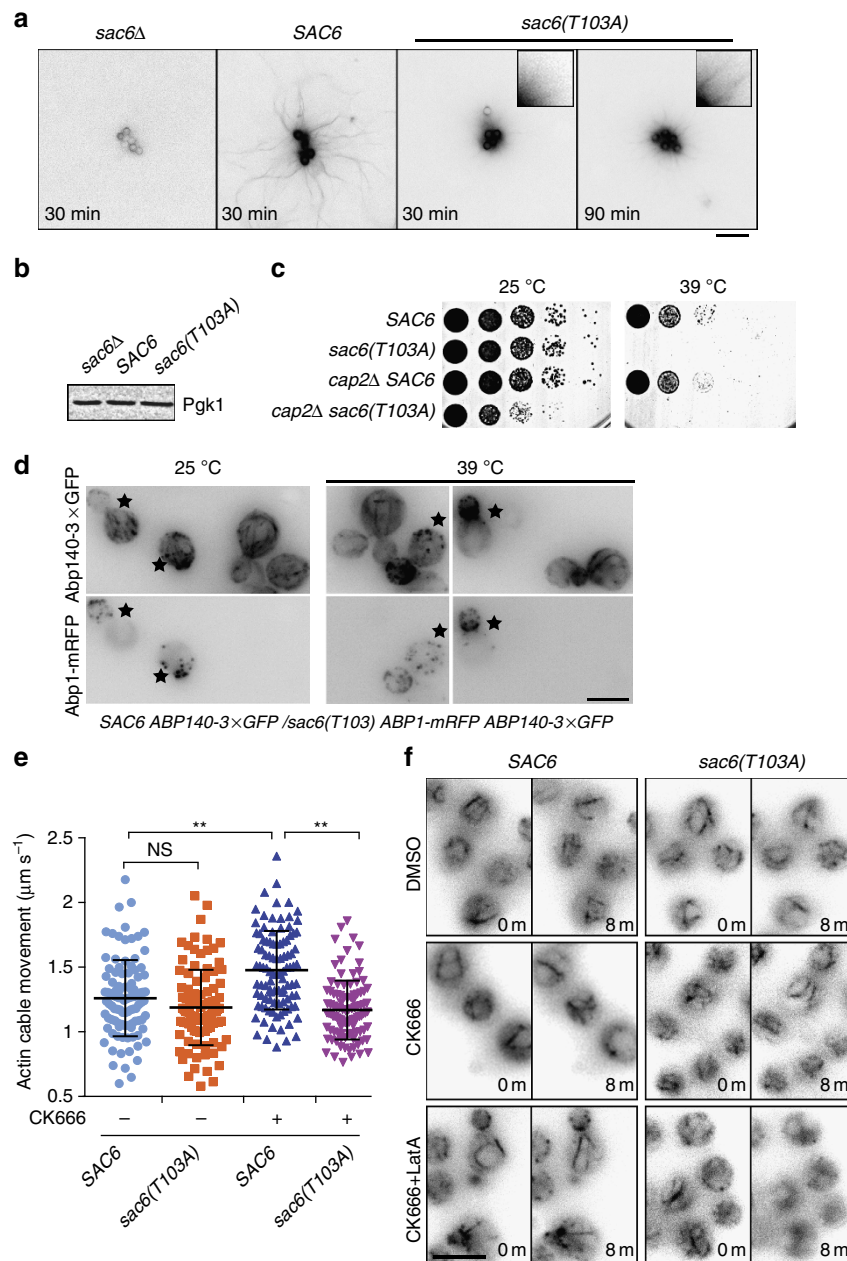 a
sac6Δ SAC6 sac6(T103A)
30 min 30 min 30 min 90 min
b
sac6Δ SAC6 sac6(T103A)
Pgk1
c
25 °C 39 °C
SAC6
sac6(T103A)
cap2Δ SAC6
cap2Δ sac6(T103A)
d
25 °C 39 °C
Abp140-3×GFP
Abp1-mRFP
SAC6 ABP140-3×GFP /sac6(T103) ABP1-mRFP ABP140-3×GFP
e
** **
NS
Actin cable movement (μm s⁻¹)
2.5
2
1.5
1
0.5
CK666 – – + +
SAC6 sac6(T103A) SAC6 sac6(T103A)
f
SAC6 sac6(T103A)
DMSO
0 m 8 m 0 m 8 m
CK666
0 m 8 m 0 m 8 m
CK666+LatA
0 m 8 m 0 m 8 m